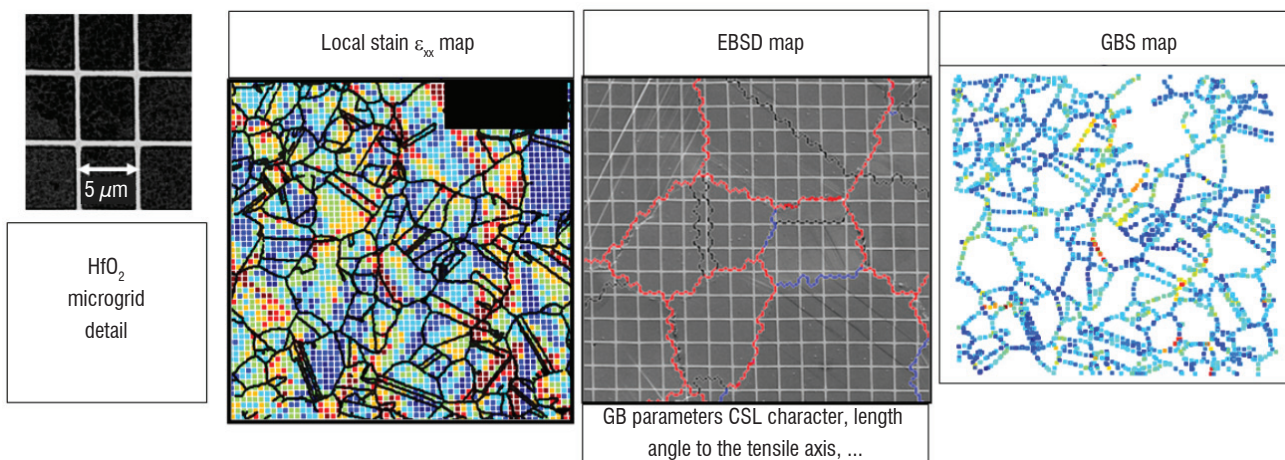 5 µm
HfO₂
microgrid
detail
Local stain εₓₓ map
EBSD map
GB parameters CSL character, length
angle to the tensile axis, ...
GBS map